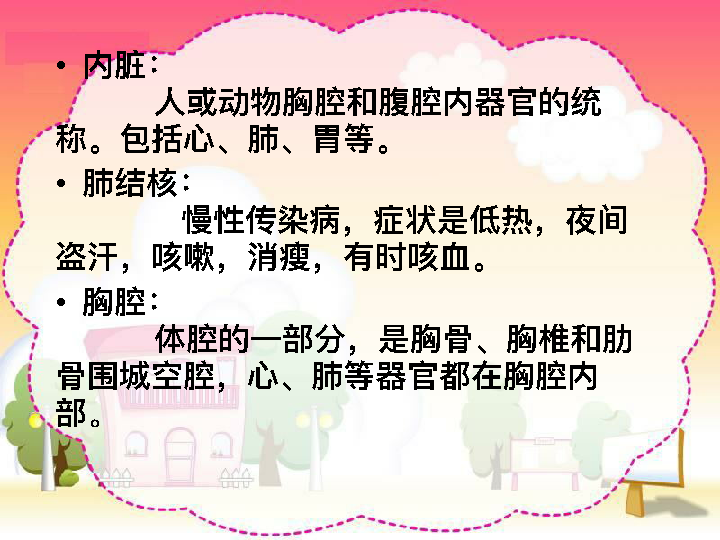 • 内脏：
人或动物胸腔和腹腔内器官的统
称。包括心、肺、胃等。
• 肺结核：
慢性传染病，症状是低热，夜间
盗汗，咳嗽，消瘦，有时咳血。
• 胸腔：
体腔的一部分，是胸骨、胸椎和肋
骨围城空腔，心、肺等器官都在胸腔内
部。